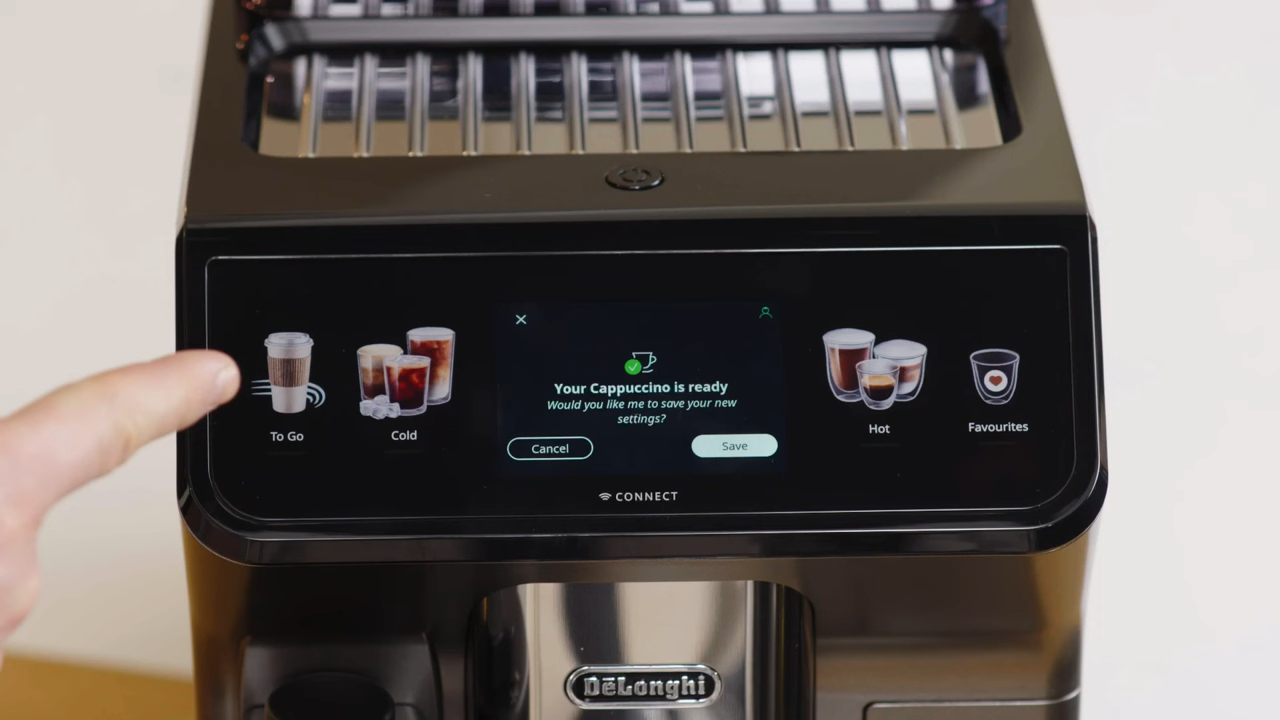 Your Cappuccino is ready
Would you like me to save your new
settings?
Cancel
Save
To Go
Cold
Hot
Favourites
CONNECT
DeLonghi